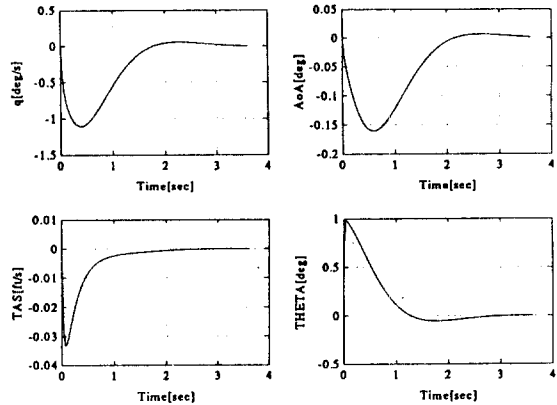 0.5
0
-0.5
-1
-1.5
q[deg/s]
0 1 2 3 4
Time[sec]
0.05
0
-0.05
-0.1
-0.15
-0.2
AoA[deg]
0 1 2 3 4
Time[sec]
0.01
0
-0.01
-0.02
-0.03
-0.04
TAS[ft/s]
0 1 2 3 4
Time[sec]
1
0.5
0
-0.5
THETA[deg]
0 1 2 3 4
Time[sec]